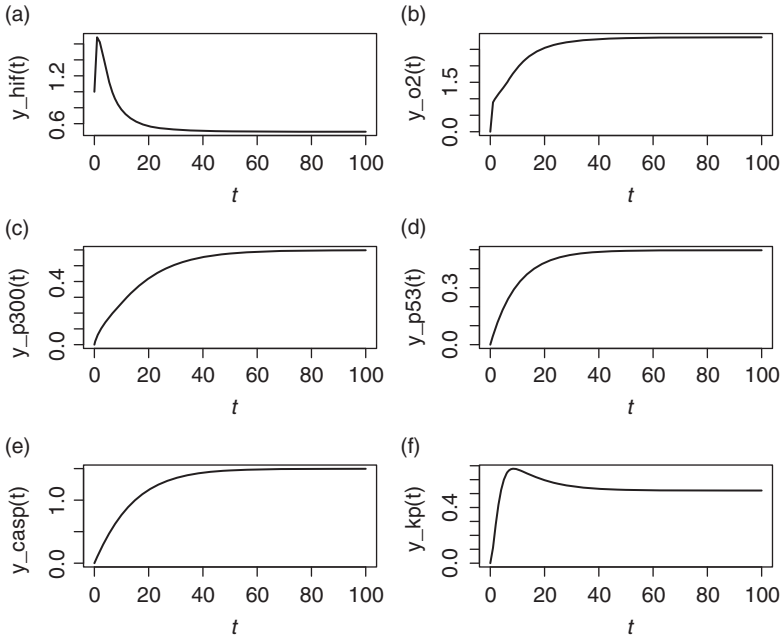 (a)
y_hif(t)
0.6 1.2
0 20 40 60 80 100
t
(b)
y_o2(t)
0.0 1.5
0 20 40 60 80 100
t
(c)
y_p300(t)
0.0 0.4
0 20 40 60 80 100
t
(d)
y_p53(t)
0.0 0.3
0 20 40 60 80 100
t
(e)
y_casp(t)
0.0 1.0
0 20 40 60 80 100
t
(f)
y_kp(t)
0.0 0.4
0 20 40 60 80 100
t